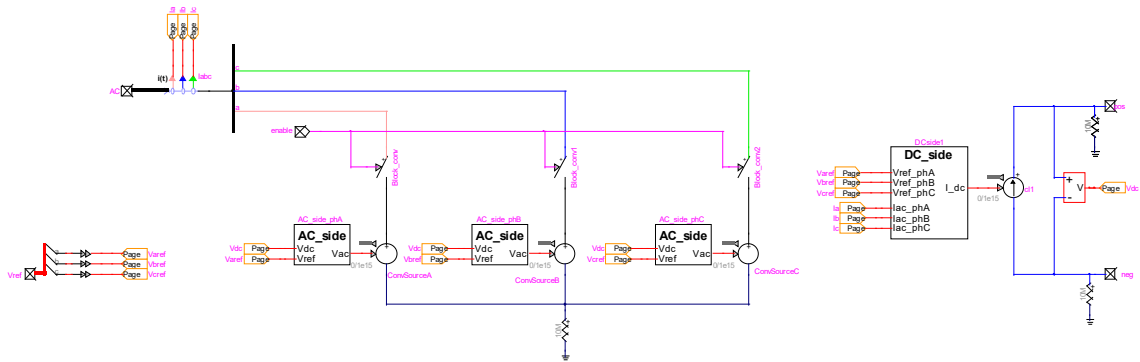 Ia
Ib
Ic
Page
Page
Page
i(t)
Iabc
AC
c
b
a
enable
Block_conv
Block_conv1
Block_conv2
AC_side_phA
AC_side
Vdc
Page
Vdc
Varef
Page
Vref
Vac
0/1e15
ConvSourceA
AC_side_phB
AC_side
Vdc
Page
Vdc
Vbref
Page
Vref
Vac
0/1e15
ConvSourceB
AC_side_phC
AC_side
Vdc
Page
Vdc
Vcref
Page
Vref
Vac
0/1e15
ConvSourceC
+
+
+
+
+
+
10M
+
Vref
Page
Varef
Page
Vbref
Page
Vcref
DCside1
DC_side
Varef
Page
Vref_phA
Vbref
Page
Vref_phB
Vcref
Page
Vref_phC
I_dc
Ia
Page
Iac_phA
Ib
Page
Iac_phB
Ic
Page
Iac_phC
0/1e15
cI1
+
pos
10M
+
+
V
-
Page
Vdc
neg
10M
+